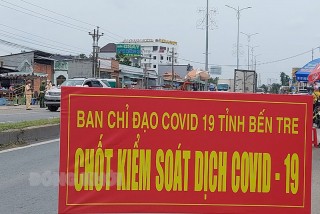 BAN CHỈ ĐẠO COVID 19 TỈNH BẾN TRE
CHỐT KIỂM SOÁT DỊCH COVID - 19